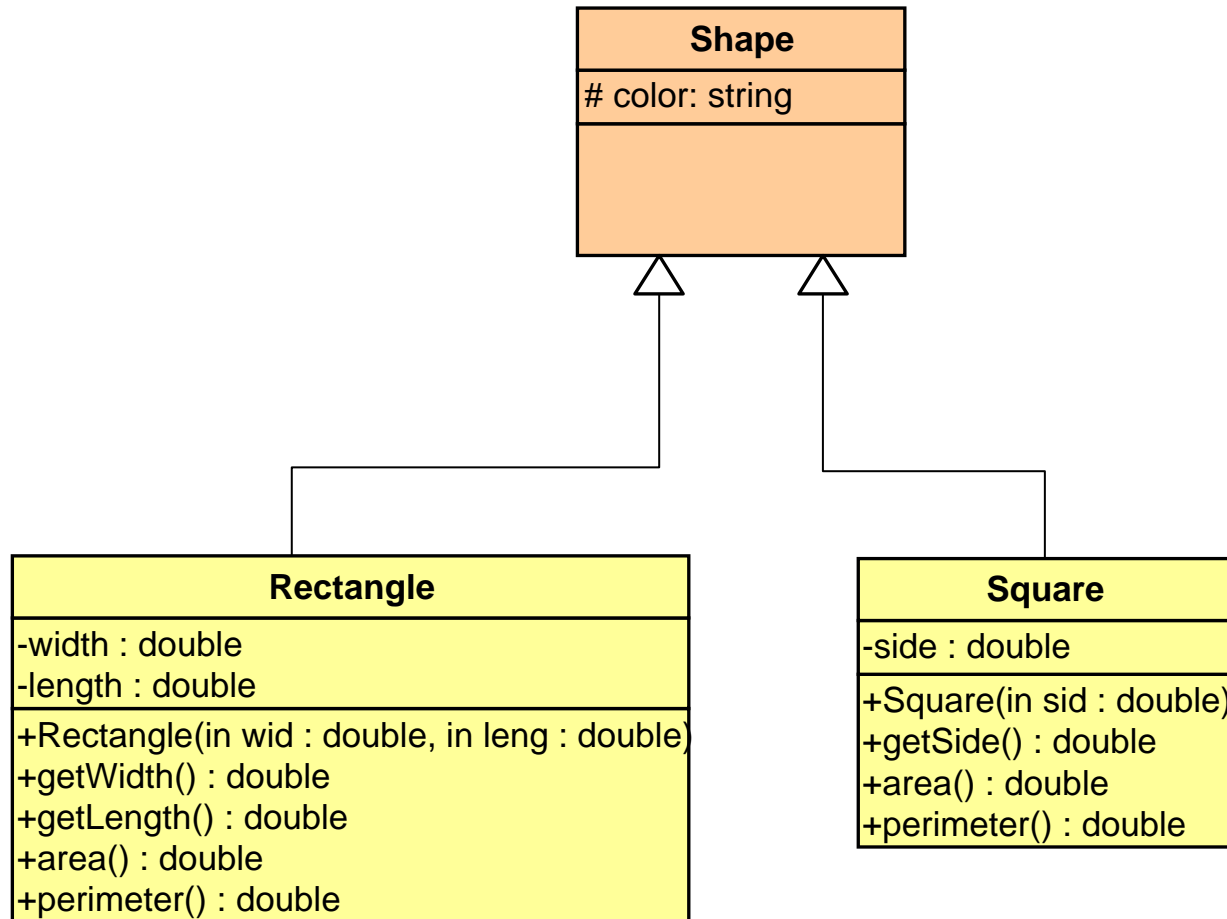 Shape
# color: string
Rectangle
-width : double
-length : double
+Rectangle(in wid : double, in leng : double)
+getWidth() : double
+getLength() : double
+area() : double
+perimeter() : double
Square
-side : double
+Square(in sid : double)
+getSide() : double
+area() : double
+perimeter() : double